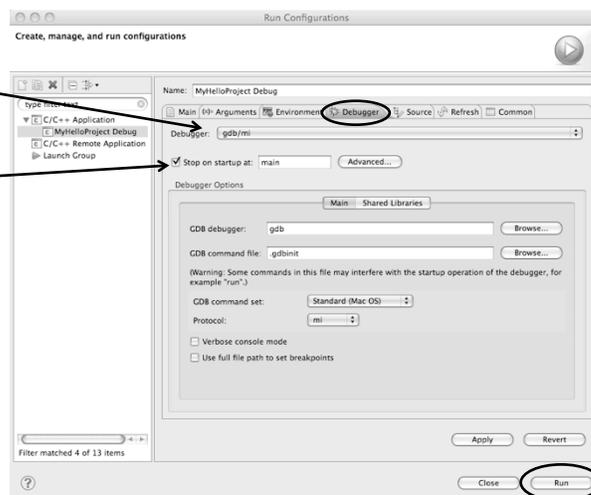 Run Configurations
Create, manage, and run configurations
type filter text
C/C++ Application
MyHelloProject Debug
C/C++ Remote Application
Launch Group
Filter matched 4 of 13 items
Name: MyHelloProject Debug
Main (x)= Arguments Environment Debugger Source Refresh Common
Debugger: gdb/mi
Stop on startup at: main Advanced...
Debugger Options
Main Shared Libraries
GDB debugger: gdb Browse...
GDB command file: .gdbinit Browse...
(Warning: Some commands in this file may interfere with the startup operation of the debugger, for
example "run".)
GDB command set: Standard (Mac OS)
Protocol: mi
Verbose console mode
Use full file path to set breakpoints
Apply Revert
? Close Run